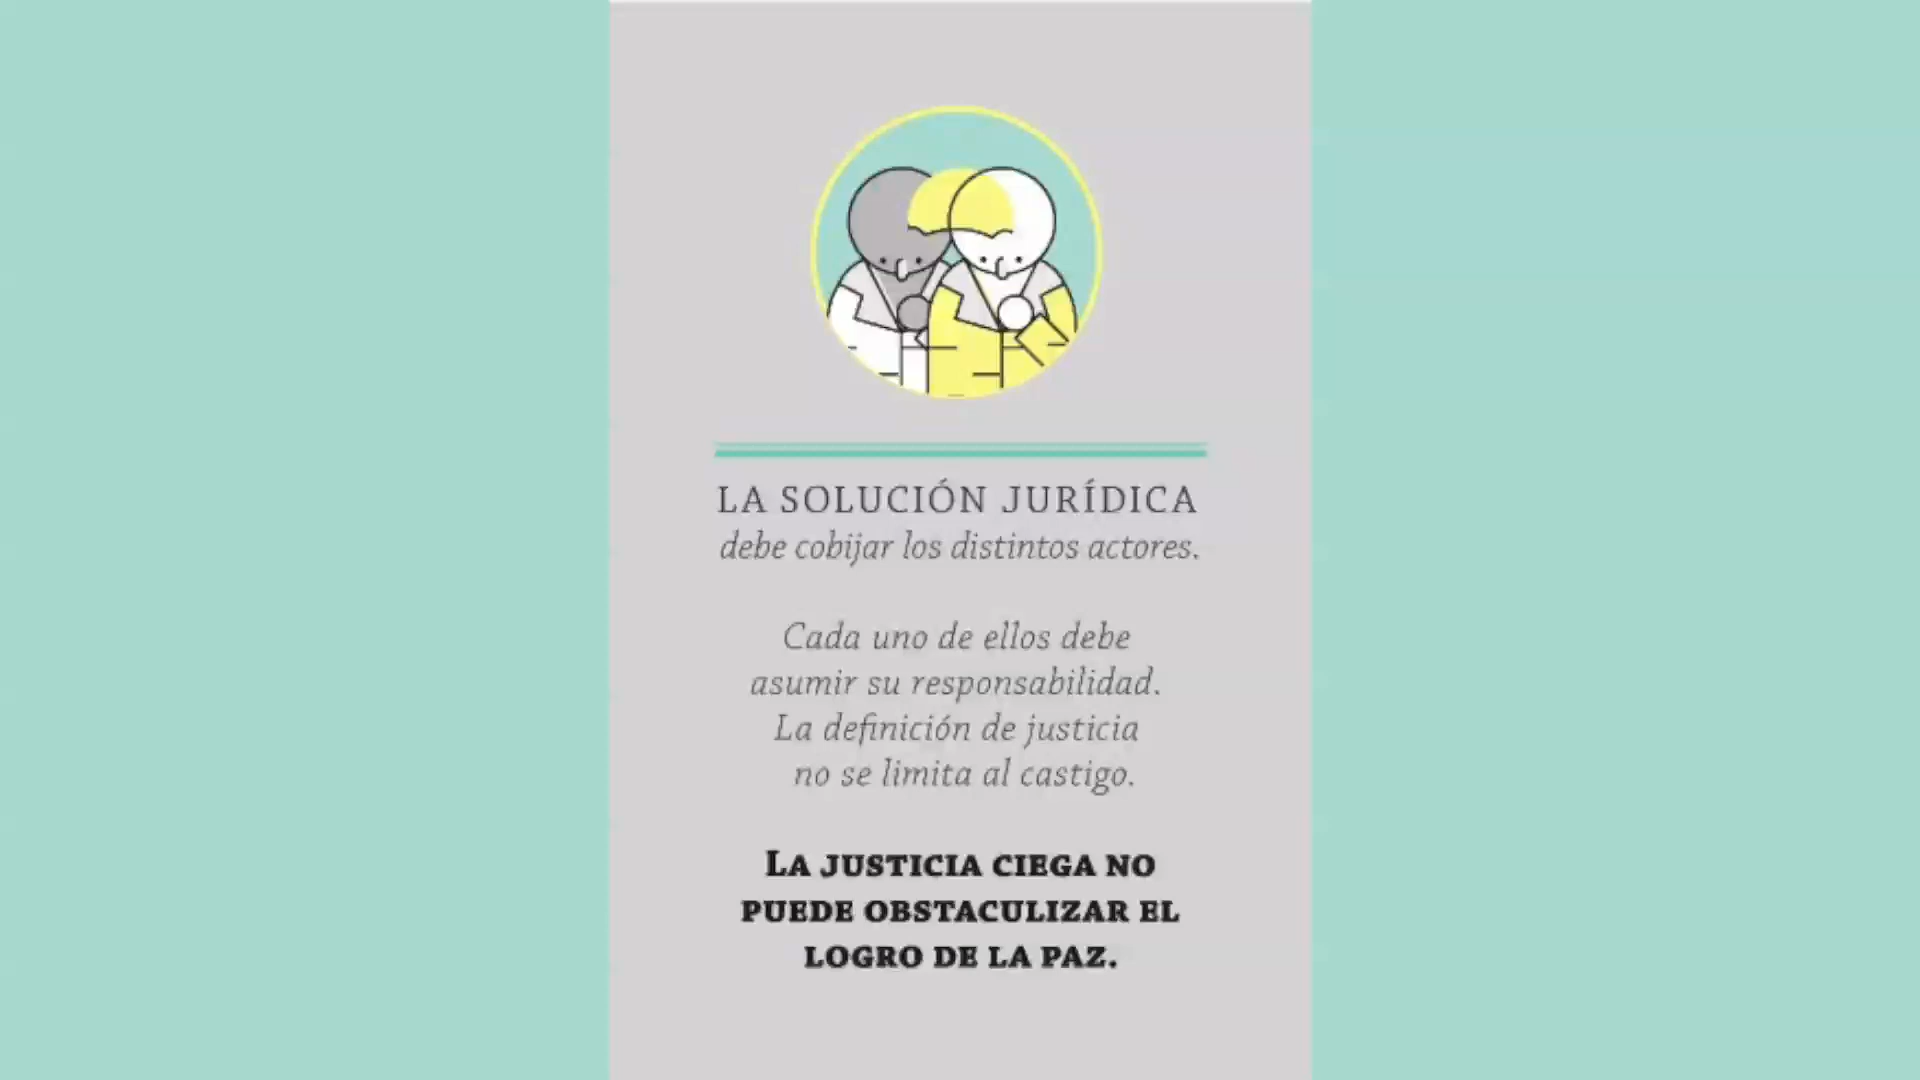 LA SOLUCIÓN JURÍDICA
debe cobijar los distintos actores.
Cada uno de ellos debe
asumir su responsabilidad.
La definición de justicia
no se limita al castigo.
LA JUSTICIA CIEGA NO
PUEDE OBSTACULIZAR EL
LOGRO DE LA PAZ.